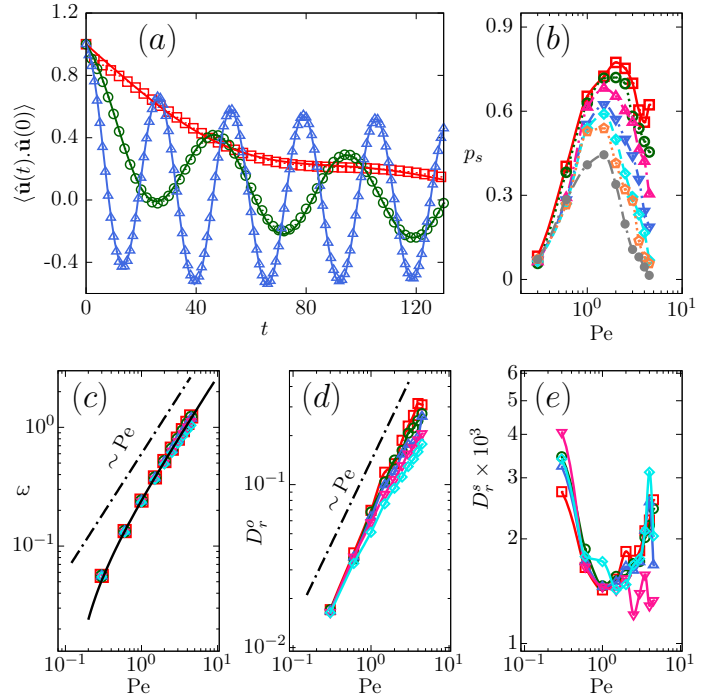 (a)
1.2
0.8
0.4
0.0
-0.4
⟨û(t).û(0)⟩
0 40 80 120
t
(b)
0.9
0.6
0.3
0
p_s
10^0 10^1
Pe
(c)
10^0
10^-1
ε
~ Pe
10^-1 10^0 10^1
Pe
(d)
10^-1
10^-2
D_r^o
~ Pe
10^-1 10^0 10^1
Pe
(e)
6
5
4
3
2
1
D_r^s × 10^3
10^-1 10^0 10^1
Pe